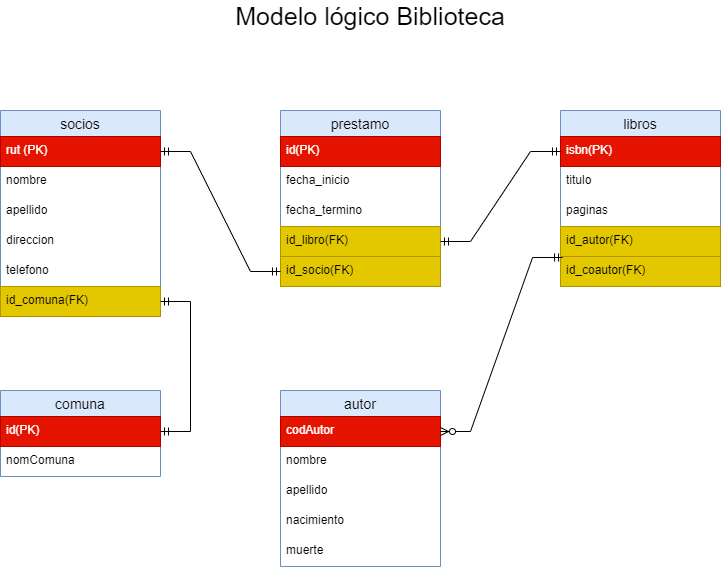 Modelo lógico Biblioteca
socios
rut (PK)
nombre
apellido
direccion
telefono
id_comuna(FK)
prestamo
id(PK)
fecha_inicio
fecha_termino
id_libro(FK)
id_socio(FK)
libros
isbn(PK)
titulo
paginas
id_autor(FK)
id_coautor(FK)
comuna
id(PK)
nomComuna
autor
codAutor
nombre
apellido
nacimiento
muerte